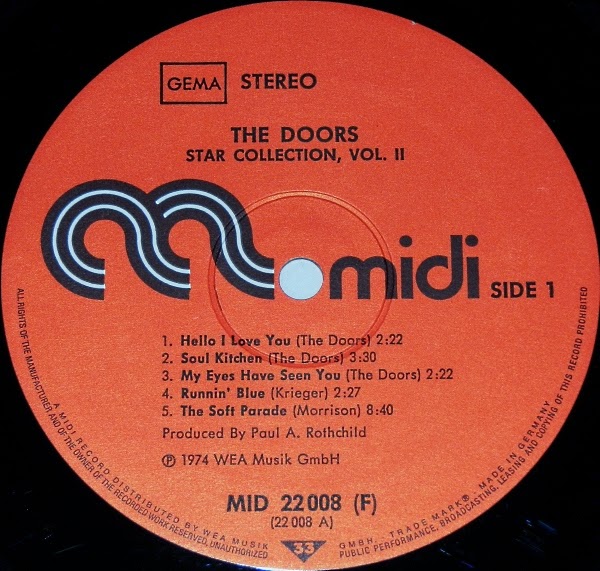 GEMA STEREO
THE DOORS
STAR COLLECTION, VOL. II
midi SIDE 1
1. Hello I Love You (The Doors) 2:22
2. Soul Kitchen (The Doors) 3:30
3. My Eyes Have Seen You (The Doors) 2:22
4. Runnin' Blue (Krieger) 2:27
5. The Soft Parade (Morrison) 8:40
Produced By Paul A. Rothchild
Ⓟ 1974 WEA Musik GmbH
MID 22 008 (F)
(22 008 A)
33
A MIDI RECORD DISTRIBUTED BY WEA MUSIK GMBH. TRADE MARK® MADE IN GERMANY
ALL RIGHTS OF THE MANUFACTURER AND OF THE OWNER OF THE RECORDED WORK RESERVED. UNAUTHORIZED PUBLIC PERFORMANCE, BROADCASTING, LEASING AND COPYING OF THIS RECORD PROHIBITED